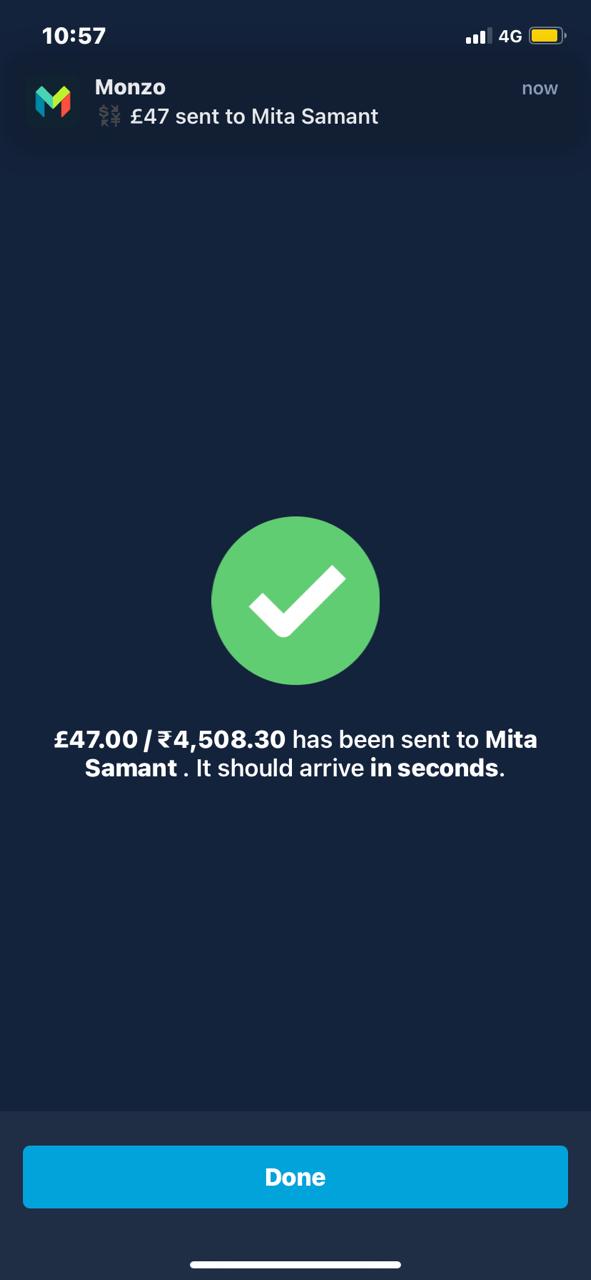 10:57
4G
Monzo
now
£47 sent to Mita Samant
£47.00 / ₹4,508.30 has been sent to Mita
Samant . It should arrive in seconds.
Done